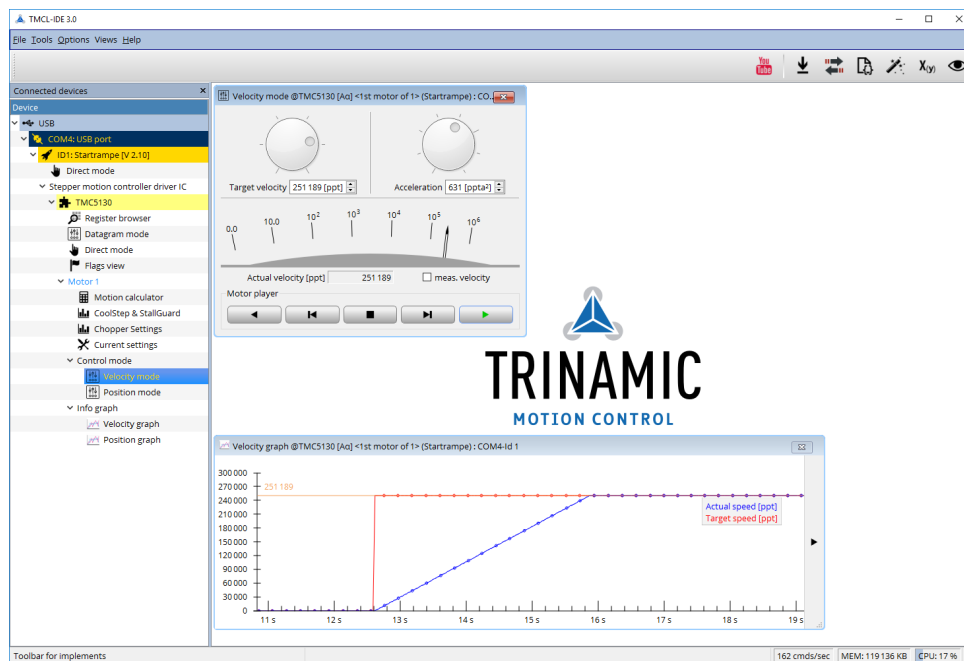 TMCL-IDE 3.0
File Tools Options Views Help
You
Tube
X(y)
Connected devices
Device
USB
COM4: USB port
ID1: Startrampe [V 2.10]
Direct mode
Stepper motion controller driver IC
TMC5130
Register browser
Datagram mode
Direct mode
Flags view
Motor 1
Motion calculator
CoolStep & StallGuard
Chopper Settings
Current settings
Control mode
Velocity mode
Position mode
Info graph
Velocity graph
Position graph
Velocity mode @TMC5130 [Aq] <1st motor of 1> (Startrampe) : CO...
Target velocity 251 189 [ppt] Acceleration 631 [ppta²]
0.0 10.0 10² 10³ 10⁴ 10⁵ 10⁶
Actual velocity [ppt] 251 189 meas. velocity
Motor player
TRINAMIC
MOTION CONTROL
Velocity graph @TMC5130 [Aq] <1st motor of 1> (Startrampe) : COM4-Id 1
300 000
270 000
251 189
240 000
210 000
180 000
150 000
120 000
90 000
60 000
30 000
0
Actual speed [ppt]
Target speed [ppt]
11 s 12 s 13 s 14 s 15 s 16 s 17 s 18 s 19 s
Toolbar for implements
162 cmds/sec MEM: 119 136 KB CPU: 17 %